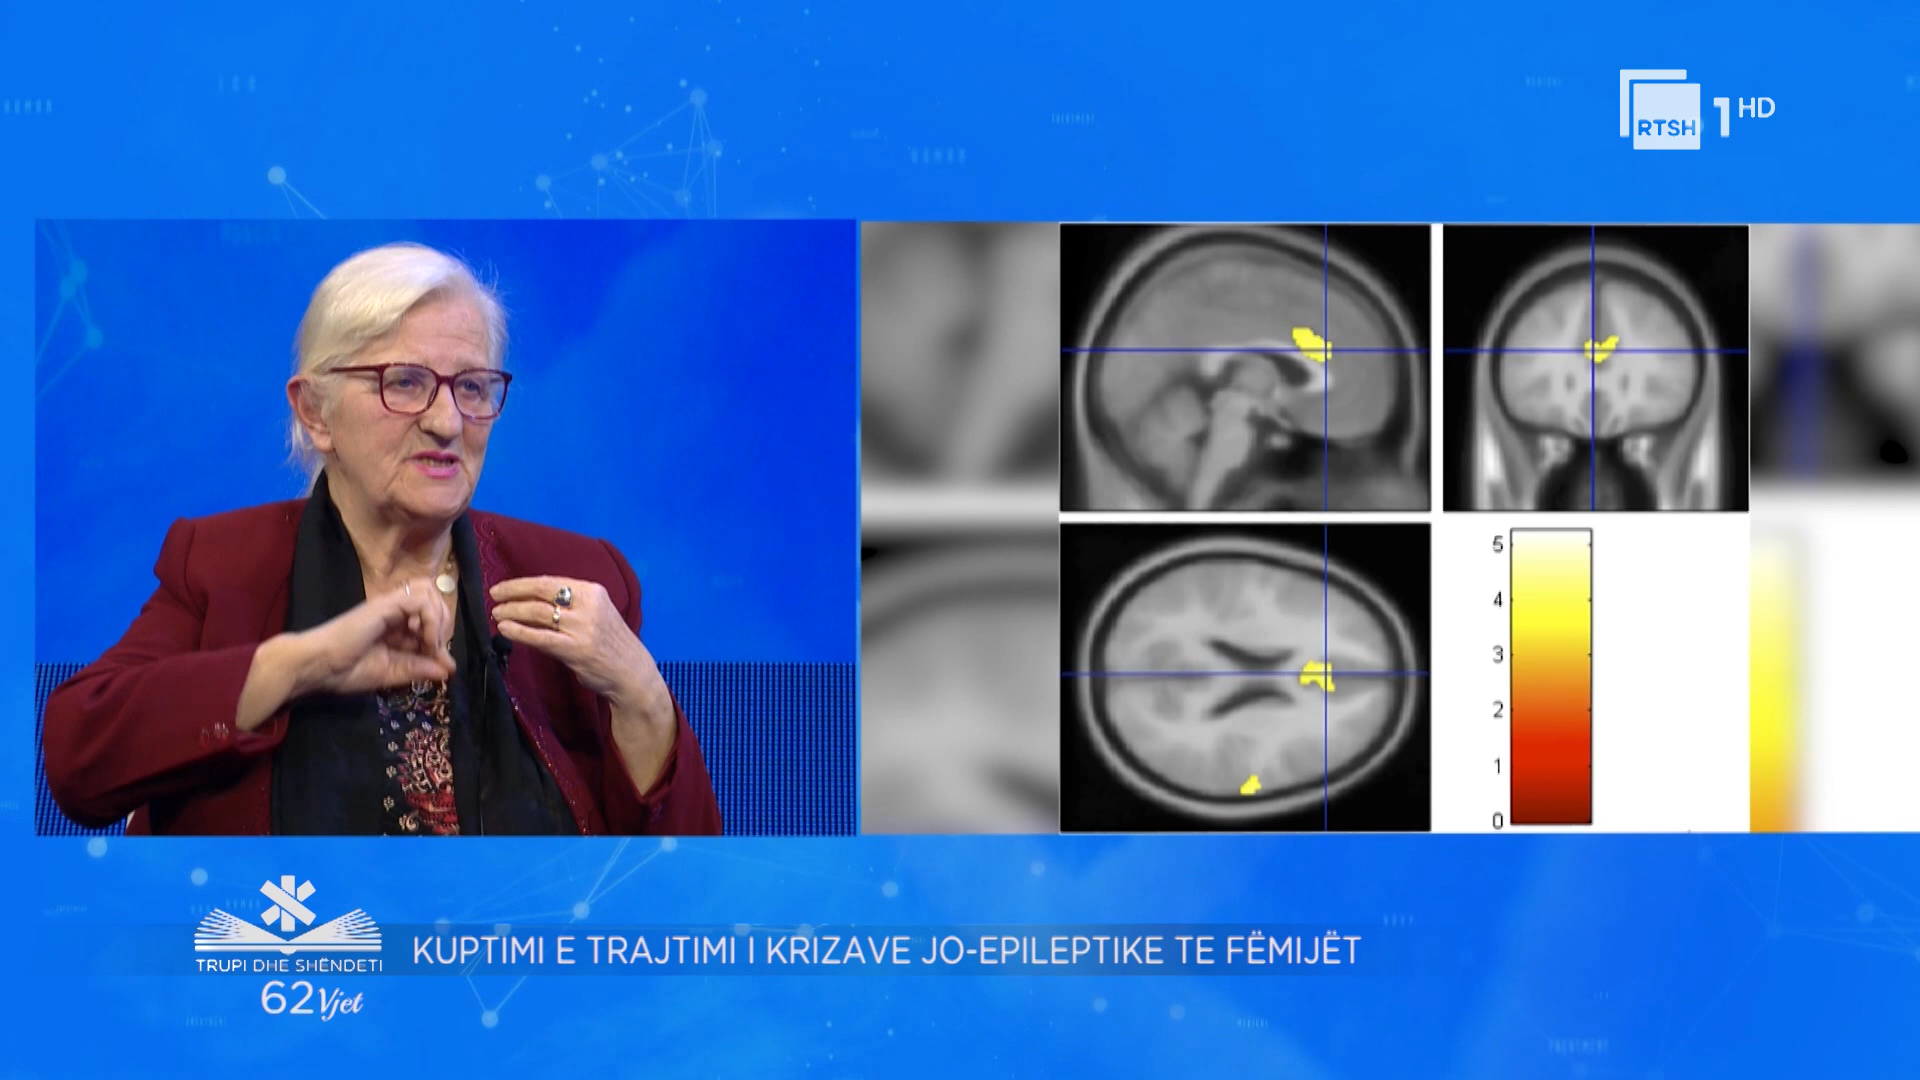 RTSH 1 HD
5
4
3
2
1
0
TRUPI DHE SHËNDETI
62 Vjet
KUPTIMI E TRAJTIMI I KRIZAVE JO-EPILEPTIKE TE FËMIJËT